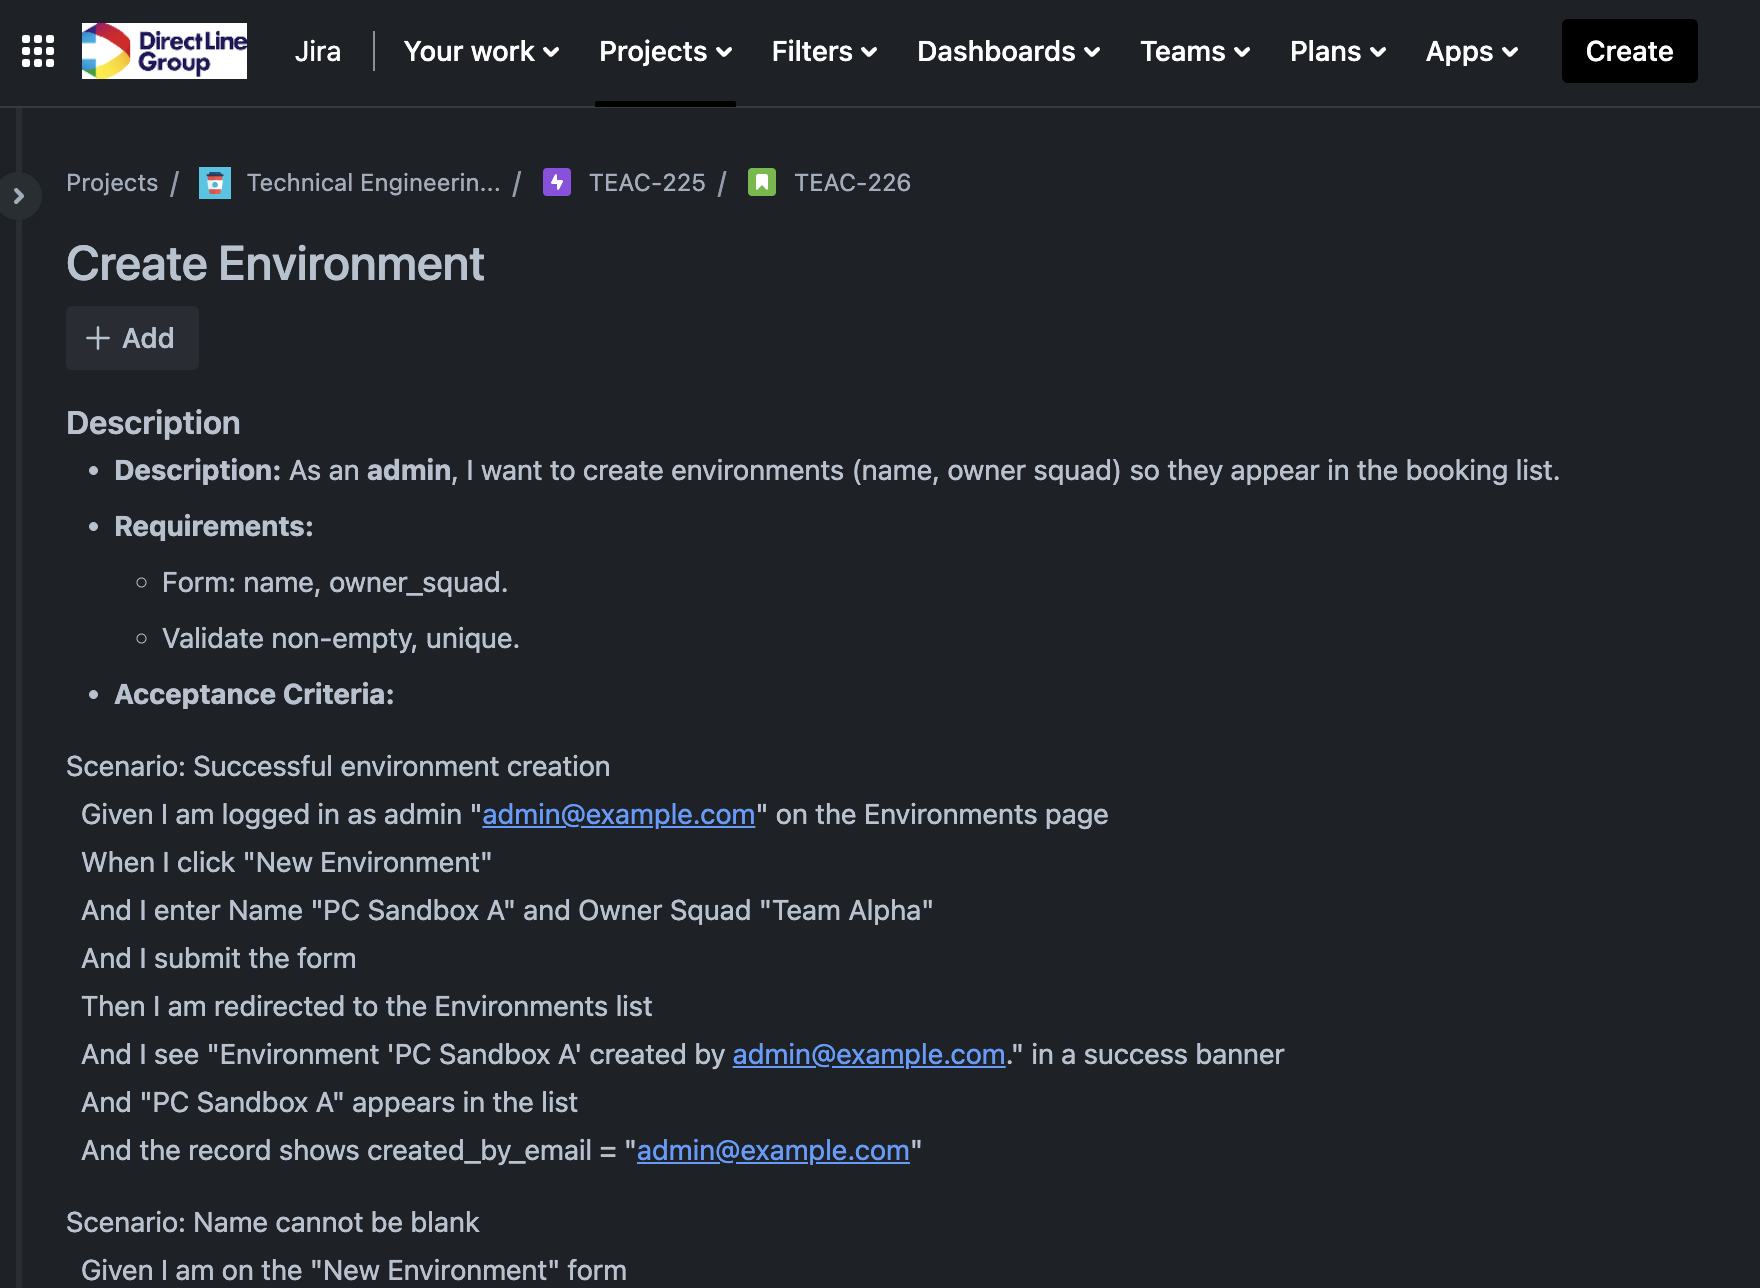 Direct Line Group
Jira
Your work
Projects
Filters
Dashboards
Teams
Plans
Apps
Create
Projects / Technical Engineerin... / TEAC-225 / TEAC-226
Create Environment
+ Add
Description
• Description: As an admin, I want to create environments (name, owner squad) so they appear in the booking list.
• Requirements:
◦ Form: name, owner_squad.
◦ Validate non-empty, unique.
• Acceptance Criteria:
Scenario: Successful environment creation
Given I am logged in as admin "admin@example.com" on the Environments page
When I click "New Environment"
And I enter Name "PC Sandbox A" and Owner Squad "Team Alpha"
And I submit the form
Then I am redirected to the Environments list
And I see "Environment 'PC Sandbox A' created by admin@example.com." in a success banner
And "PC Sandbox A" appears in the list
And the record shows created_by_email = "admin@example.com"
Scenario: Name cannot be blank
Given I am on the "New Environment" form